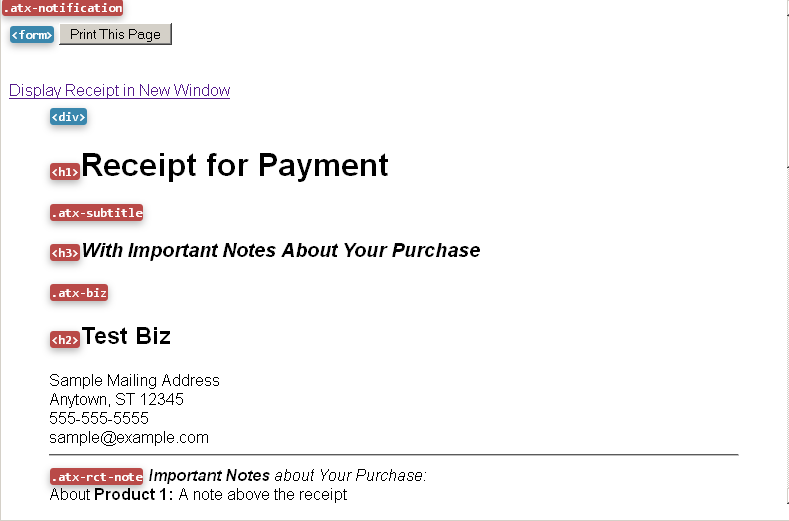 .atx-notification
<form> Print This Page
Display Receipt in New Window
<div>
<h1>Receipt for Payment
.atx-subtitle
<h3>With Important Notes About Your Purchase
.atx-biz
<h2>Test Biz
Sample Mailing Address
Anytown, ST 12345
555-555-5555
sample@example.com
.atx-rct-note Important Notes about Your Purchase:
About Product 1: A note above the receipt